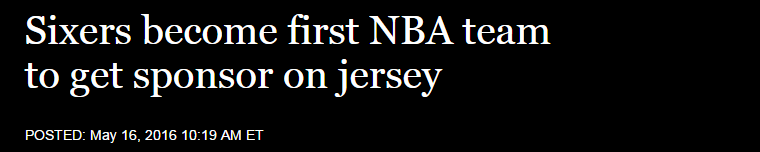 Sixers become first NBA team
to get sponsor on jersey
POSTED: May 16, 2016 10:19 AM ET